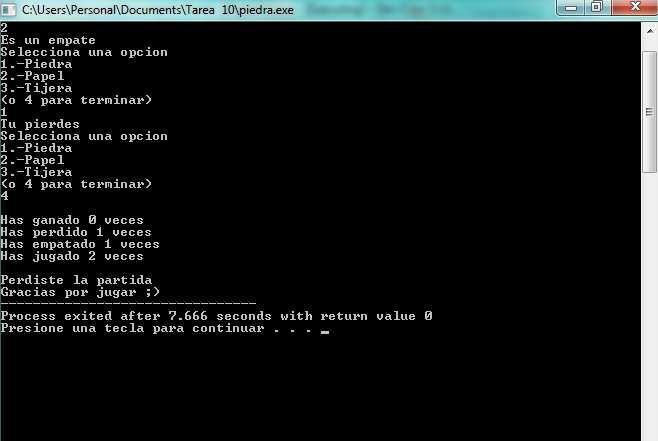 C:\Users\Personal\Documents\Tarea 10\piedra.exe
2
Es un empate
Selecciona una opcion
1.-Piedra
2.-Papel
3.-Tijera
(o 4 para terminar)
1
Tu pierdes
Selecciona una opcion
1.-Piedra
2.-Papel
3.-Tijera
(o 4 para terminar)
4
Has ganado 0 veces
Has perdido 1 veces
Has empatado 1 veces
Has jugado 2 veces
Perdiste la partida
Gracias por jugar ;)
--------------------------------
Process exited after 7.666 seconds with return value 0
Presione una tecla para continuar . . . _